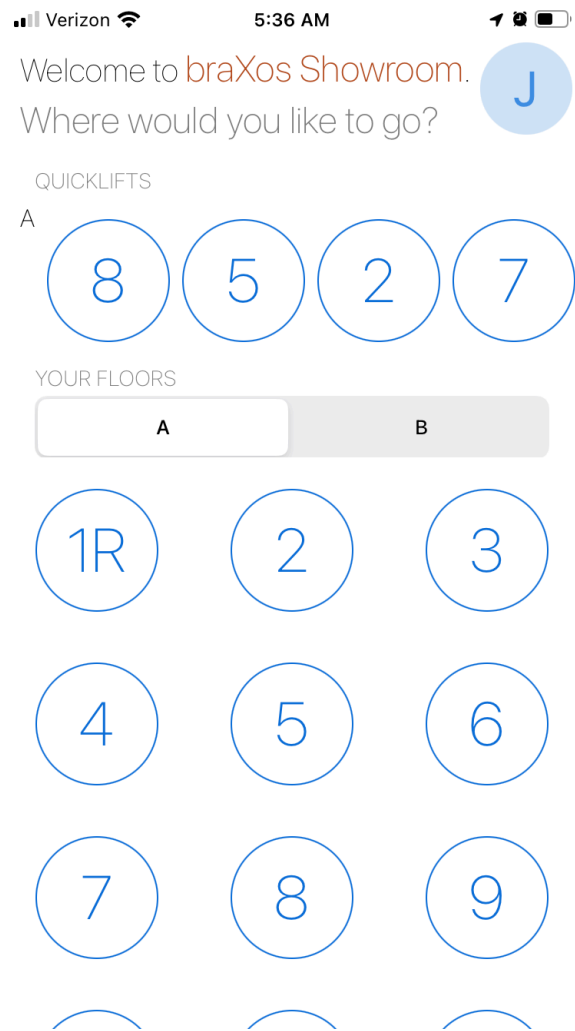 Verizon 5:36 AM
Welcome to braXos Showroom.
Where would you like to go?
J
QUICKLIFTS
A
8 5 2 7
YOUR FLOORS
A B
1R 2 3
4 5 6
7 8 9